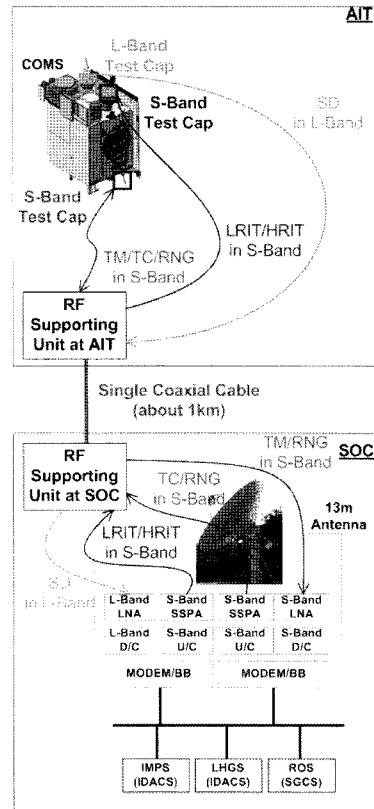 AIT
L-Band
Test Cap
COMS
S-Band
Test Cap
SD
in L-Band
S-Band
Test Cap
LRIT/HRIT
in S-Band
TM/TC/RNG
in S-Band
RF
Supporting
Unit at AIT
Single Coaxial Cable
(about 1km)
SOC
TM/RNG
in S-Band
RF
Supporting
Unit at SOC
TC/RNG
in S-Band
13m
Antenna
LRIT/HRIT
in S-Band
SD
in L-Band
L-Band LNA
S-Band SSPA
S-Band SSPA
S-Band LNA
L-Band D/C
S-Band U/C
S-Band U/C
S-Band D/C
MODEM/BB
MODEM/BB
IMPS
(IDACS)
LHGS
(IDACS)
ROS
(SGCS)